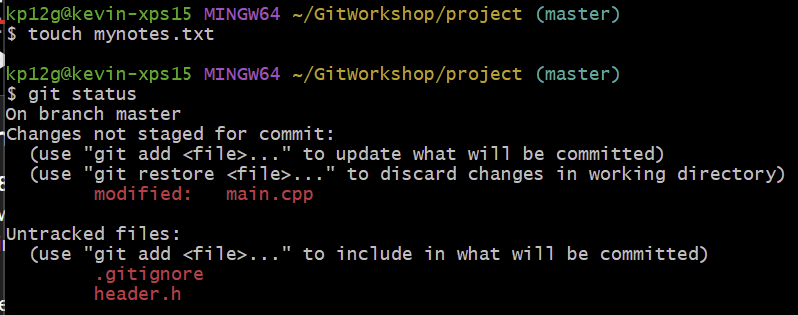 kp12g@kevin-xps15 MINGW64 ~/GitWorkshop/project (master)
$ touch mynotes.txt
kp12g@kevin-xps15 MINGW64 ~/GitWorkshop/project (master)
$ git status
On branch master
Changes not staged for commit:
(use "git add <file>..." to update what will be committed)
(use "git restore <file>..." to discard changes in working directory)
modified: main.cpp
Untracked files:
(use "git add <file>..." to include in what will be committed)
.gitignore
header.h